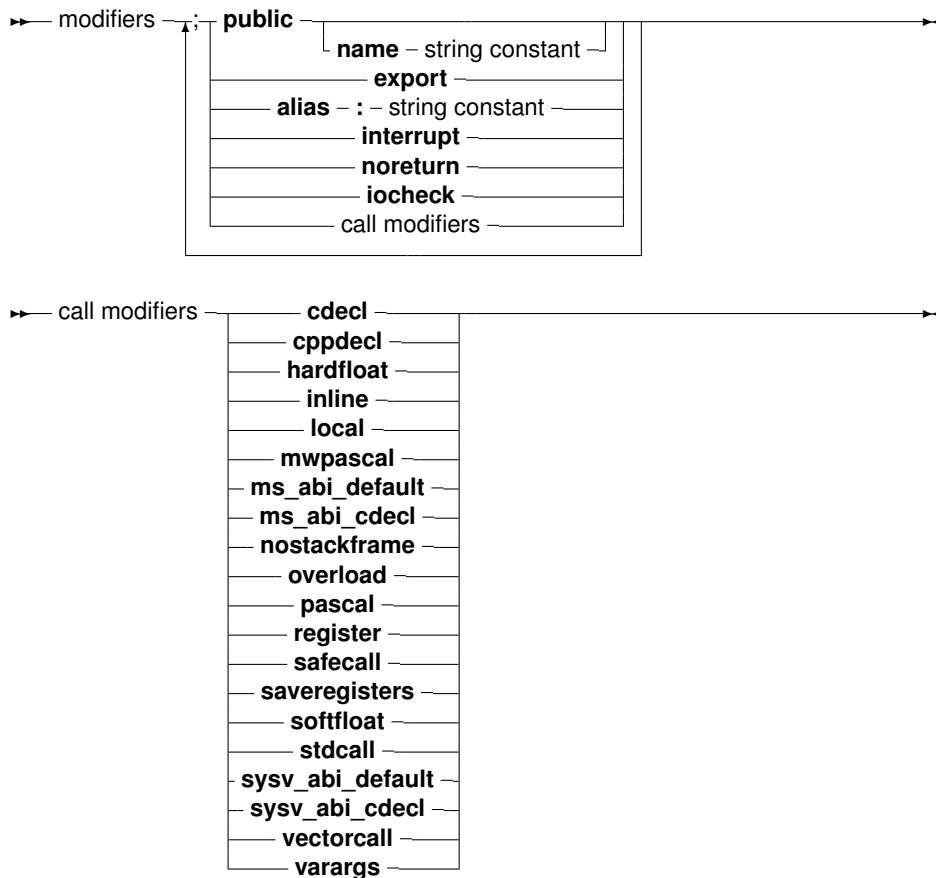 modifiers ; public
name string constant
export
alias : string constant
interrupt
noreturn
iocheck
call modifiers
call modifiers cdecl
cppdecl
hardfloat
inline
local
mwpascal
ms_abi_default
ms_abi_cdecl
nostackframe
overload
pascal
register
safecall
saveregisters
softfloat
stdcall
sysv_abi_default
sysv_abi_cdecl
vectorcall
varargs